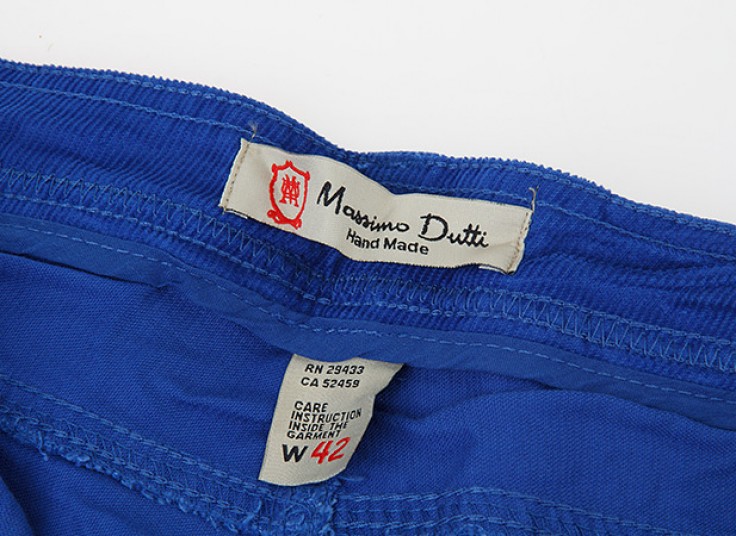 Massimo Dutti
Hand Made
RN 29433
CA 52459
CARE
INSTRUCTION
INSIDE THE
GARMENT
W 42